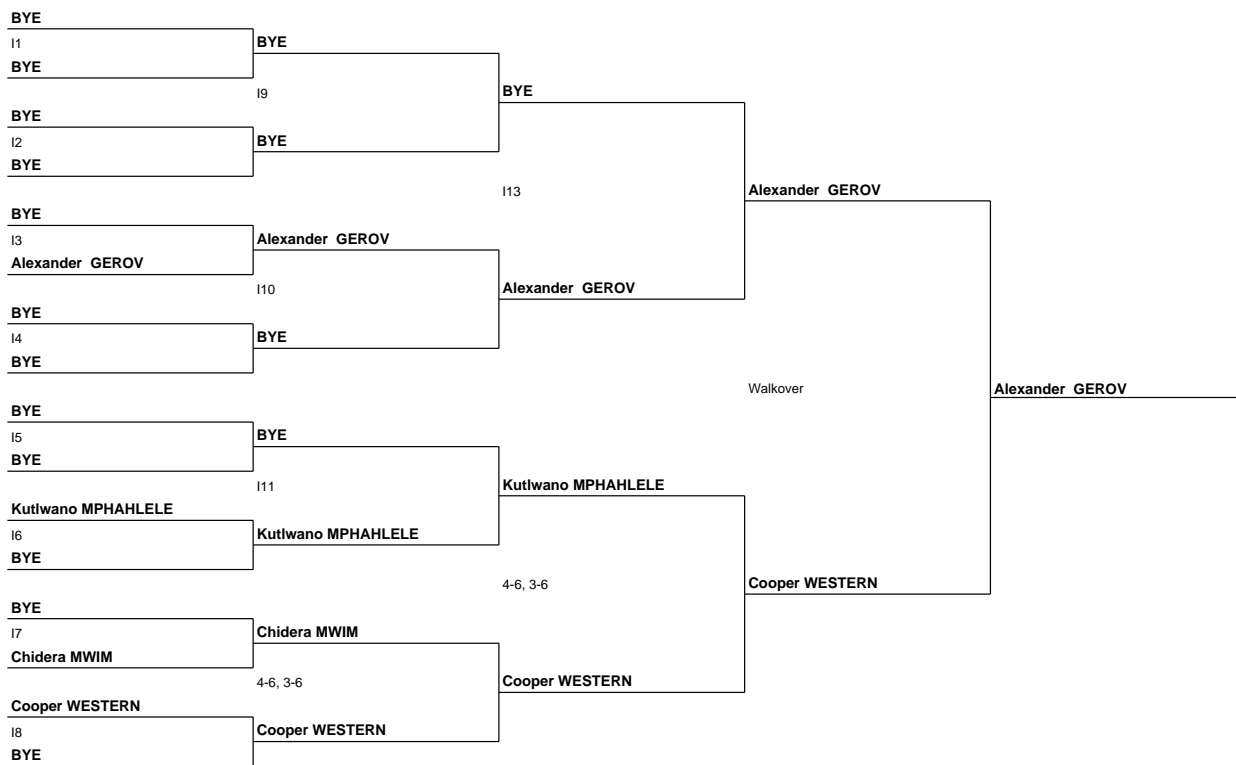 BYE
I1
BYE
BYE
I9
BYE
BYE
I2
BYE
BYE
I13
Alexander GEROV
BYE
I3
Alexander GEROV
Alexander GEROV
I10
Alexander GEROV
BYE
I4
BYE
BYE
Walkover
Alexander GEROV
BYE
I5
BYE
BYE
I11
Kutlwano MPHAHLELE
Kutlwano MPHAHLELE
I6
Kutlwano MPHAHLELE
BYE
4-6, 3-6
Cooper WESTERN
BYE
I7
Chidera MWIM
Chidera MWIM
4-6, 3-6
Cooper WESTERN
Cooper WESTERN
I8
Cooper WESTERN
BYE